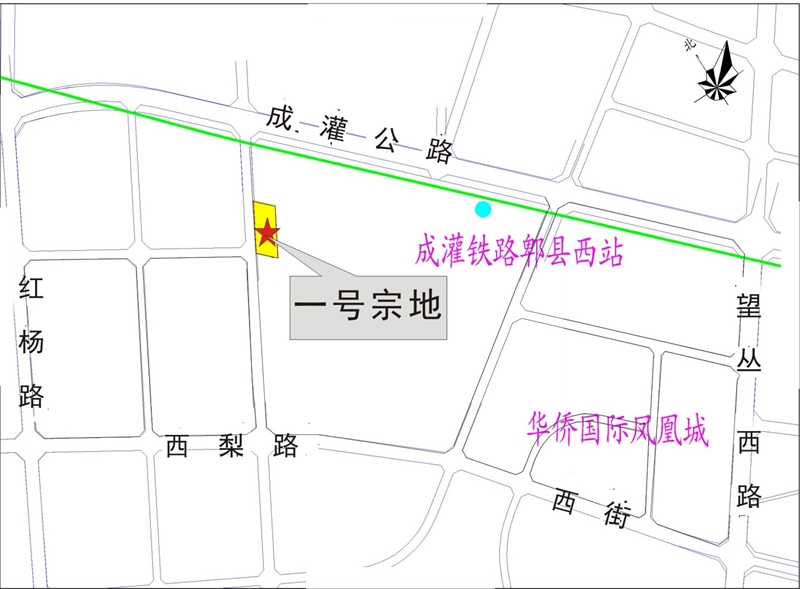 北
成灌公路
成灌铁路郫县西站
一号宗地
红杨路
望丛西路
华侨国际凤凰城
西梨路
西街